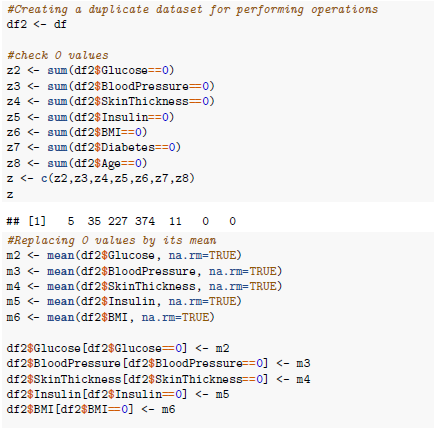 #Creating a duplicate dataset for performing operations
df2 <- df
#check 0 values
z2 <- sum(df2$Glucose==0)
z3 <- sum(df2$BloodPressure==0)
z4 <- sum(df2$SkinThickness==0)
z5 <- sum(df2$Insulin==0)
z6 <- sum(df2$BMI==0)
z7 <- sum(df2$Diabetes==0)
z8 <- sum(df2$Age==0)
z <- c(z2,z3,z4,z5,z6,z7,z8)
z
## [1] 5 35 227 374 11 0 0
#Replacing 0 values by its mean
m2 <- mean(df2$Glucose, na.rm=TRUE)
m3 <- mean(df2$BloodPressure, na.rm=TRUE)
m4 <- mean(df2$SkinThickness, na.rm=TRUE)
m5 <- mean(df2$Insulin, na.rm=TRUE)
m6 <- mean(df2$BMI, na.rm=TRUE)
df2$Glucose[df2$Glucose==0] <- m2
df2$BloodPressure[df2$BloodPressure==0] <- m3
df2$SkinThickness[df2$SkinThickness==0] <- m4
df2$Insulin[df2$Insulin==0] <- m5
df2$BMI[df2$BMI==0] <- m6